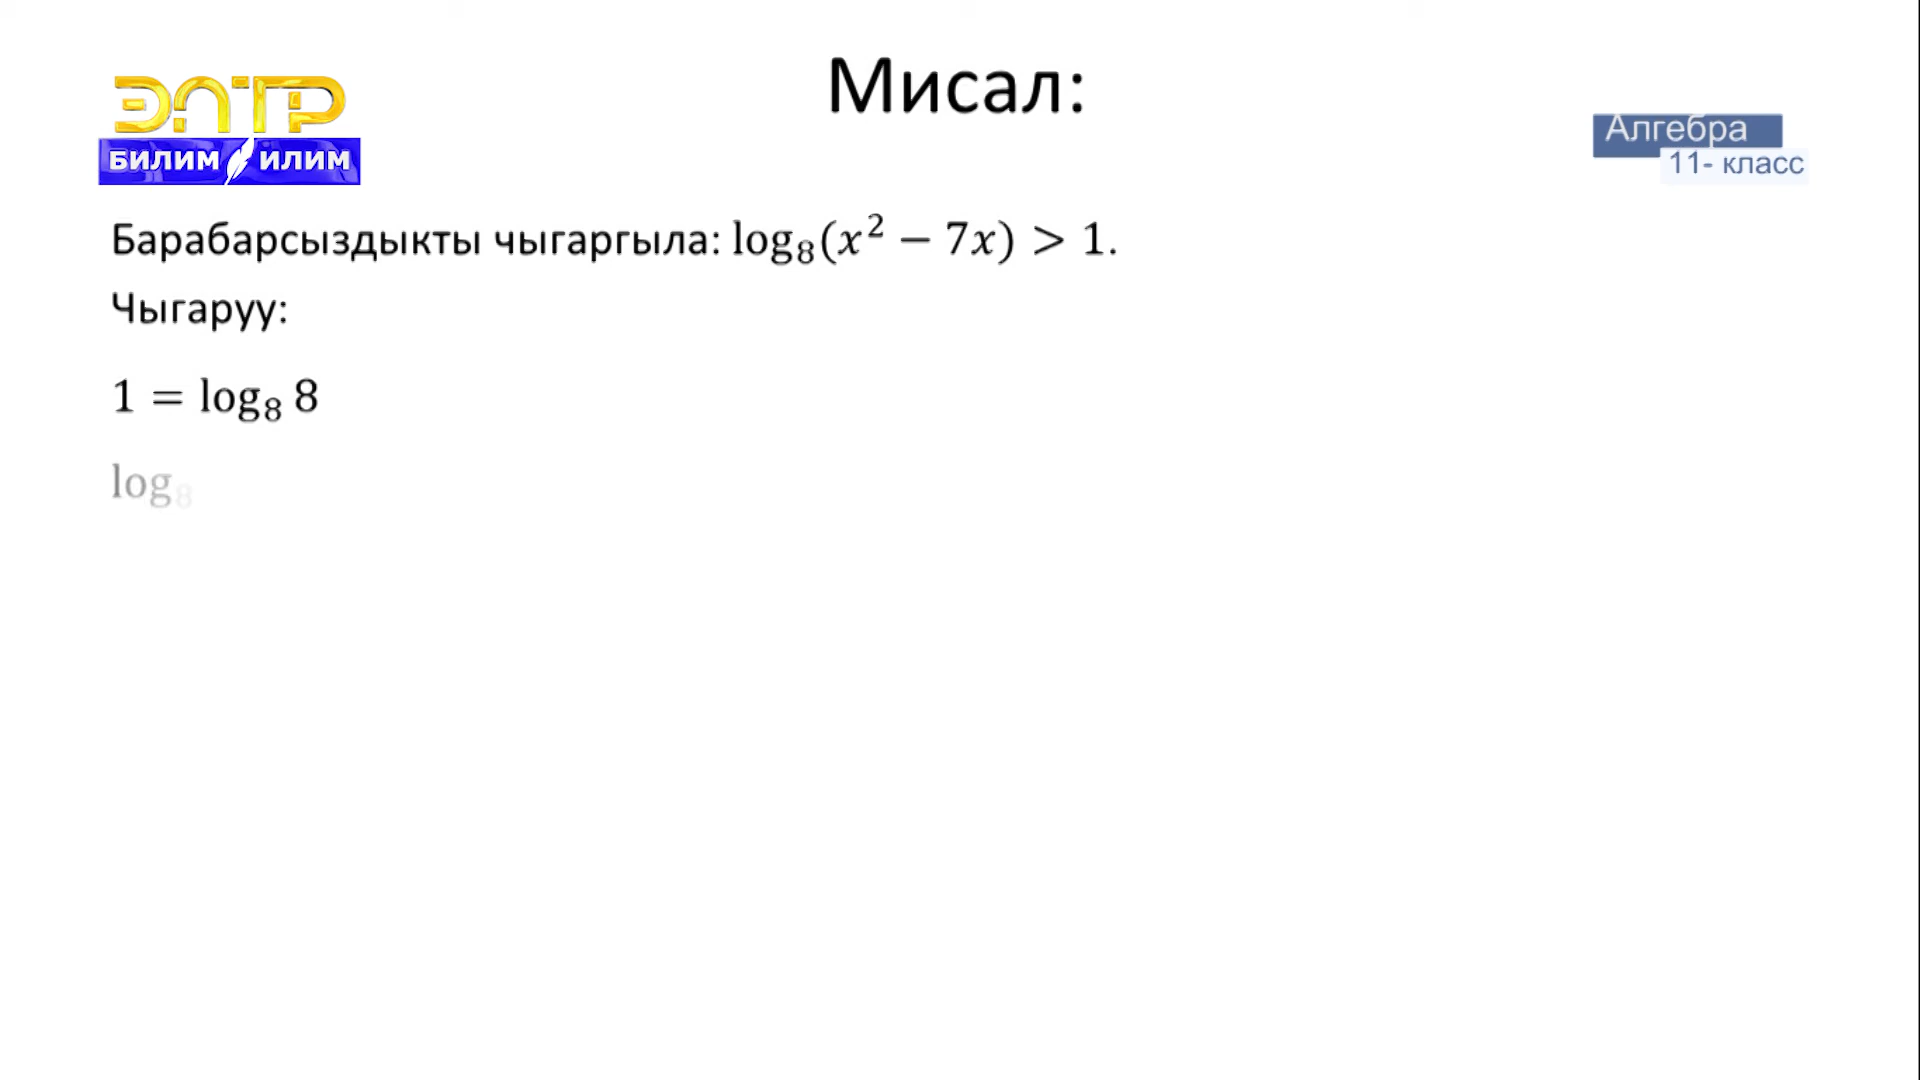 Мисал:
ЭЛТР
БИЛИМ ИЛИМ
Алгебра
11- класс
Барабарсыздыкты чыгаргыла: log₈(x² − 7x) > 1.
Чыгаруу:
1 = log₈ 8
log₈